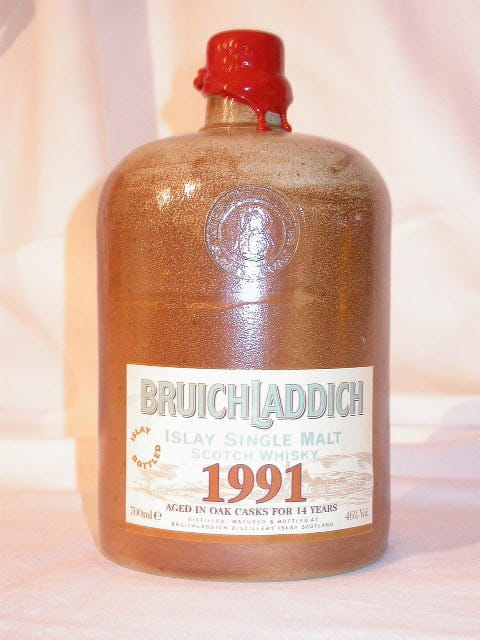 BRUICHLADDICH
ISLAY SINGLE MALT
SCOTCH WHISKY
ISLAY BOTTLED
1991
AGED IN OAK CASKS FOR 14 YEARS
700ml e 46% Vol.
DISTILLED, MATURED & BOTTLED AT
BRUICHLADDICH DISTILLERY ISLAY SCOTLAND